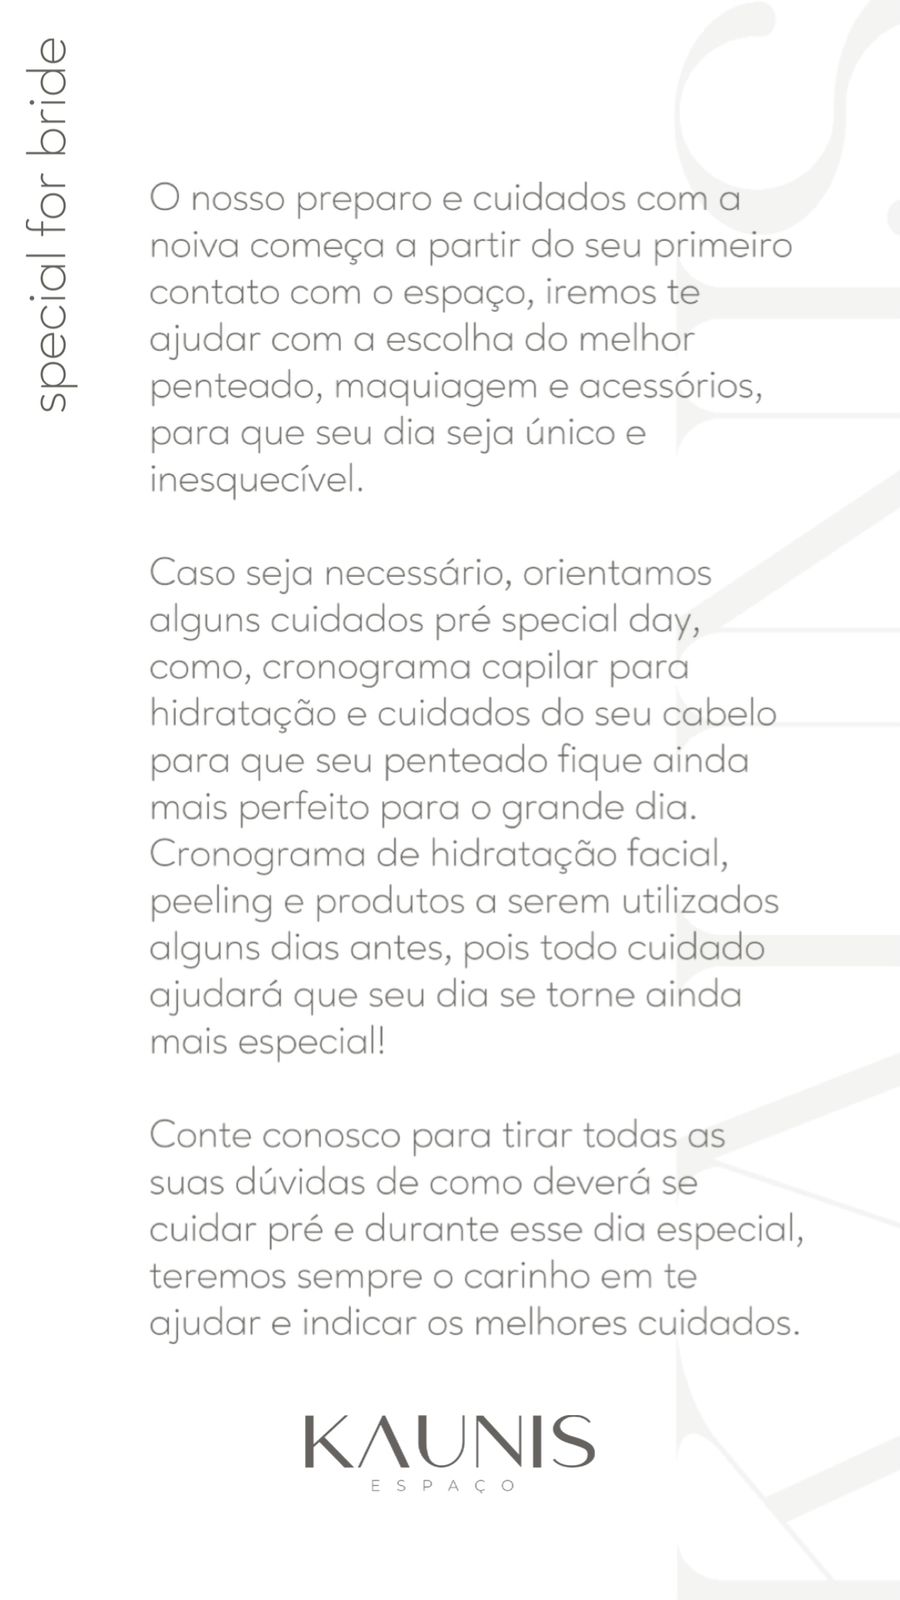 special for bride
O nosso preparo e cuidados com a
noiva começa a partir do seu primeiro
contato com o espaço, iremos te
ajudar com a escolha do melhor
penteado, maquiagem e acessórios,
para que seu dia seja único e
inesquecível.
Caso seja necessário, orientamos
alguns cuidados pré special day,
como, cronograma capilar para
hidratação e cuidados do seu cabelo
para que seu penteado fique ainda
mais perfeito para o grande dia.
Cronograma de hidratação facial,
peeling e produtos a serem utilizados
alguns dias antes, pois todo cuidado
ajudará que seu dia se torne ainda
mais especial!
Conte conosco para tirar todas as
suas dúvidas de como deverá se
cuidar pré e durante esse dia especial,
teremos sempre o carinho em te
ajudar e indicar os melhores cuidados.
KAUNIS
ESPAÇO
KAUNIS